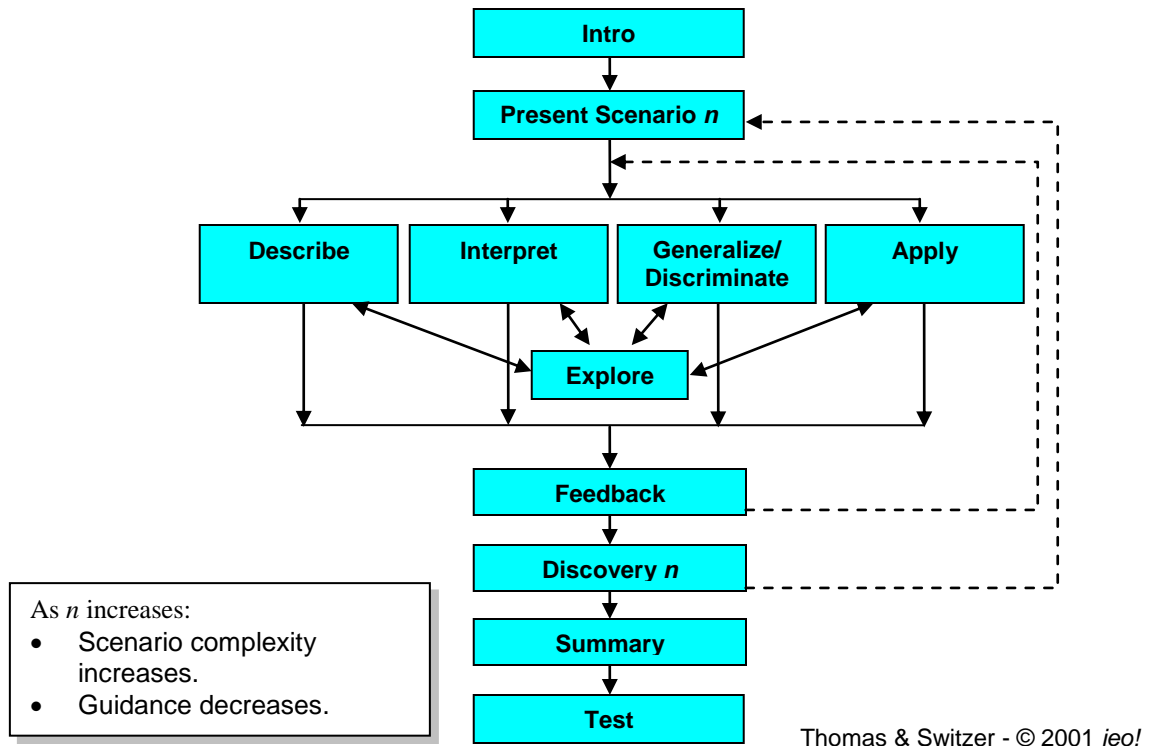 Intro
Present Scenario n
Describe
Interpret
Generalize/
Discriminate
Apply
Explore
Feedback
Discovery n
Summary
Test
As n increases:
• Scenario complexity
increases.
• Guidance decreases.
Thomas & Switzer - © 2001 jeo!